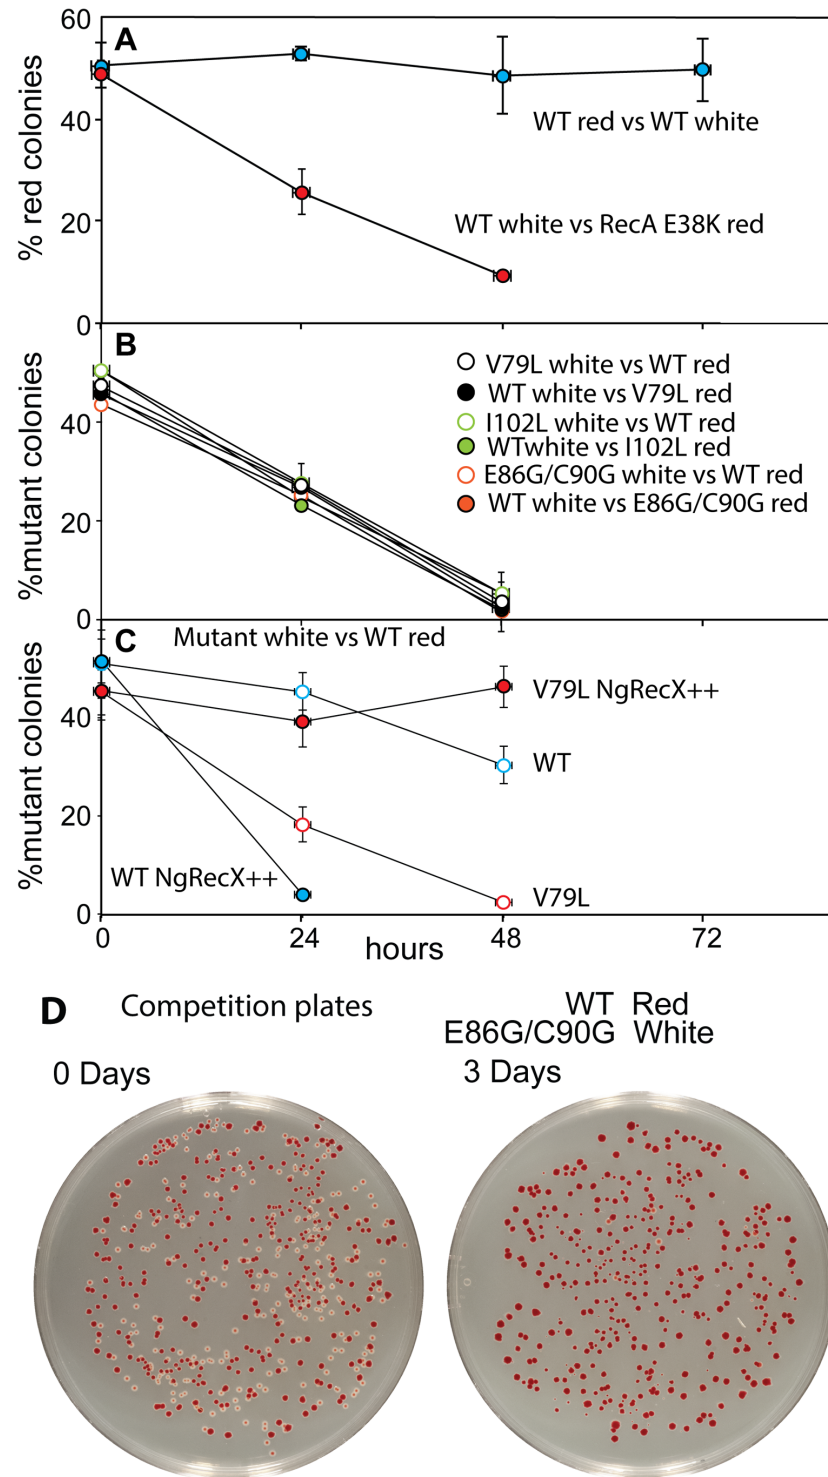 60
A
40
20
0
% red colonies
WT red vs WT white
WT white vs RecA E38K red
B
40
20
0
%mutant colonies
V79L white vs WT red
WT white vs V79L red
I102L white vs WT red
WTwhite vs I102L red
E86G/C90G white vs WT red
WT white vs E86G/C90G red
C
Mutant white vs WT red
40
20
0
%mutant colonies
V79L NgRecX++
WT
WT NgRecX++
V79L
0 24 48 72
hours
D
Competition plates
WT Red
E86G/C90G White
0 Days
3 Days